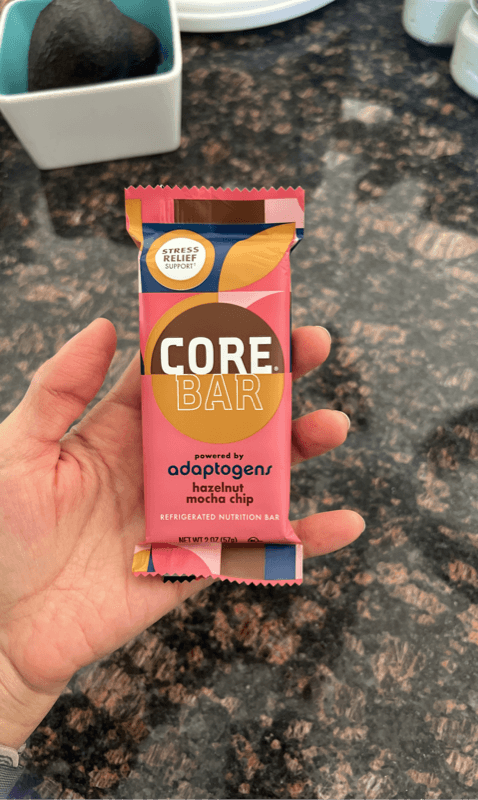 STRESS
RELIEF
SUPPORT†
CORE®
BAR
powered by
adaptogens
hazelnut
mocha chip
REFRIGERATED NUTRITION BAR
NET WT 2 OZ (57g)